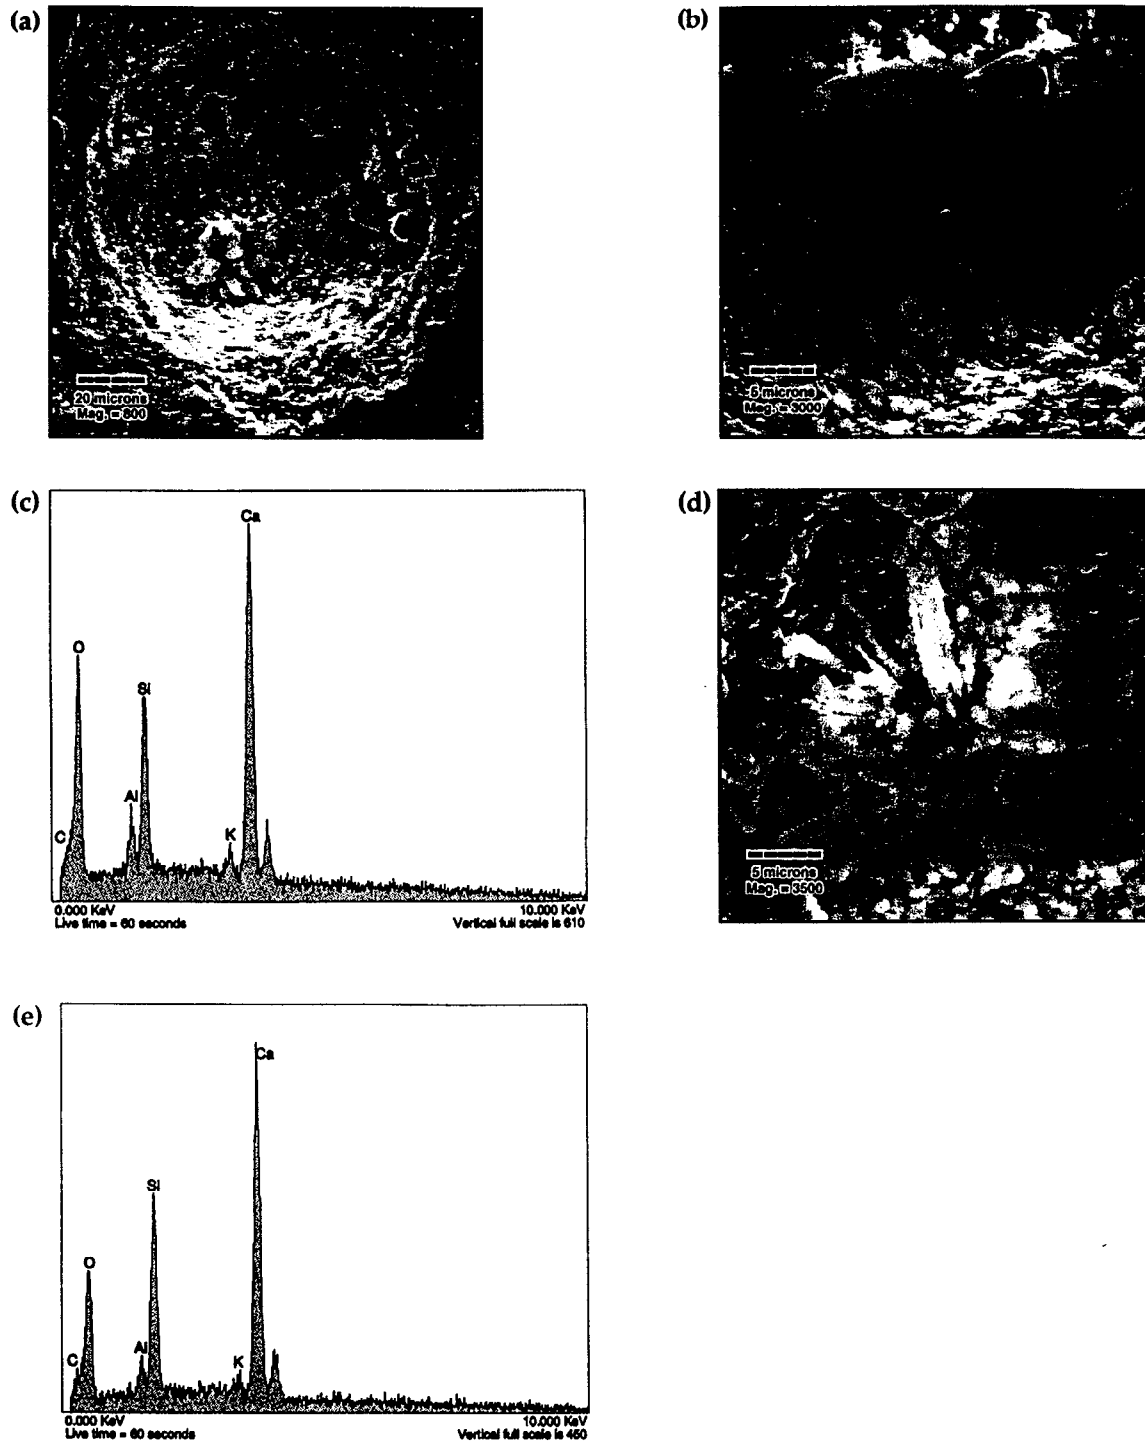 (a)
20 microns
Mag. = 800
(b)
5 microns
Mag. = 3000
(c)
Ca
O
Si
Al
C
K
0.000 KeV
10.000 KeV
Live time = 60 seconds
Vertical full scale is 610
(d)
5 microns
Mag. = 3500
(e)
Ca
Si
O
Al
C
K
0.000 KeV
10.000 KeV
Live time = 60 seconds
Vertical full scale is 450